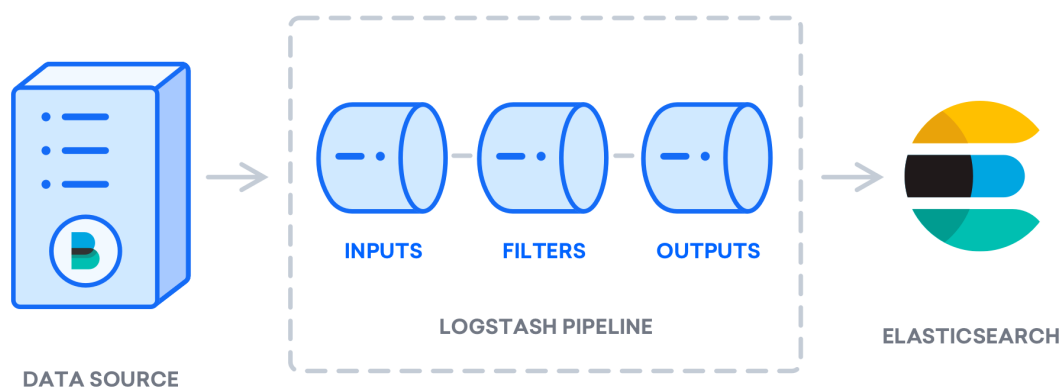 INPUTS
FILTERS
OUTPUTS
LOGSTASH PIPELINE
ELASTICSEARCH
DATA SOURCE